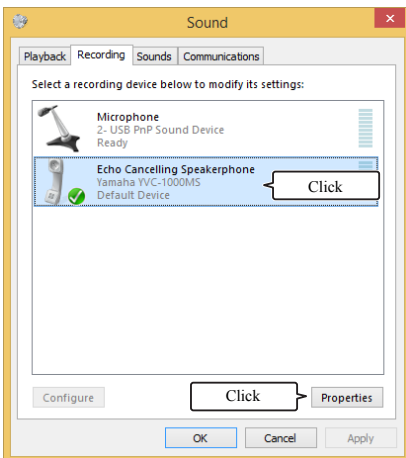 Sound
Playback Recording Sounds Communications
Select a recording device below to modify its settings:
Microphone
2- USB PnP Sound Device
Ready
Echo Cancelling Speakerphone
Yamaha YVC-1000MS
Default Device
Click
Configure
Click
Properties
OK Cancel Apply